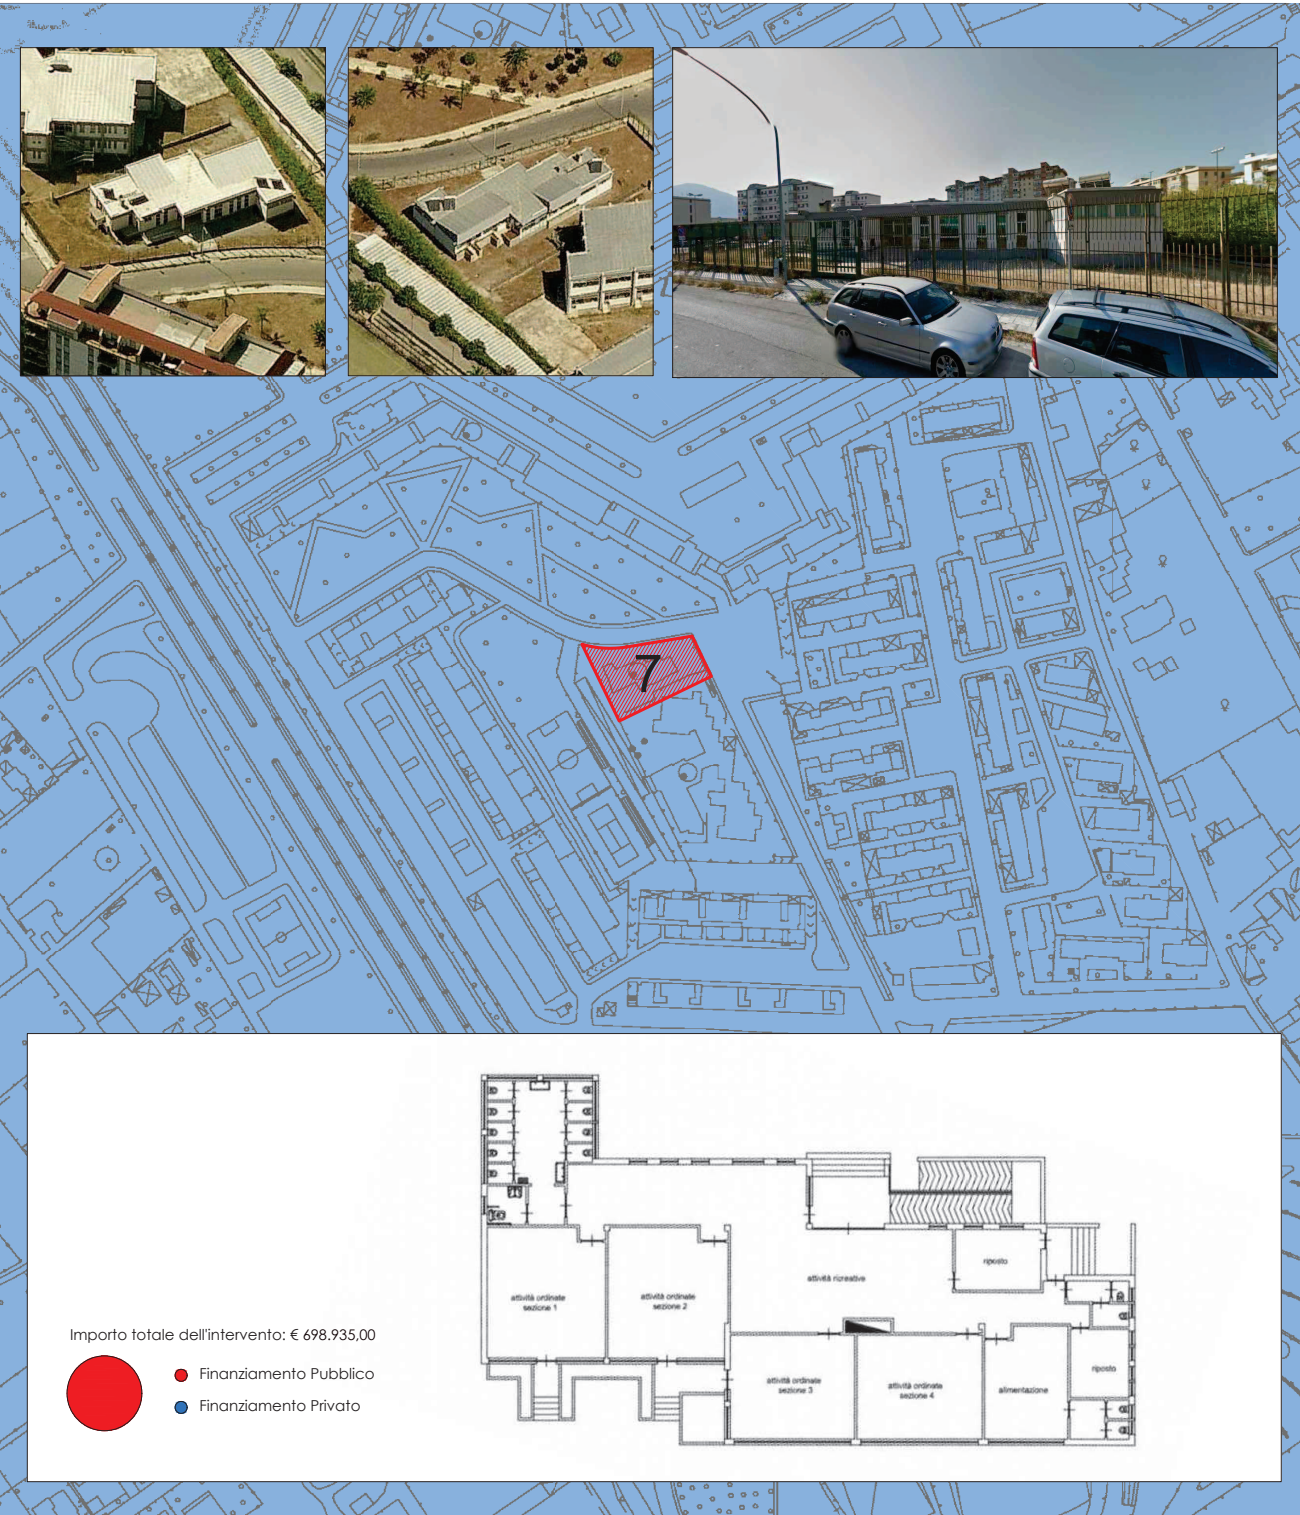 7
attività ordinate
sezione 1
attività ordinate
sezione 2
attività ricreative
riposto
attività ordinate
sezione 3
attività ordinate
sezione 4
alimentazione
riposto
Importo totale dell'intervento: € 698.935,00
Finanziamento Pubblico
Finanziamento Privato